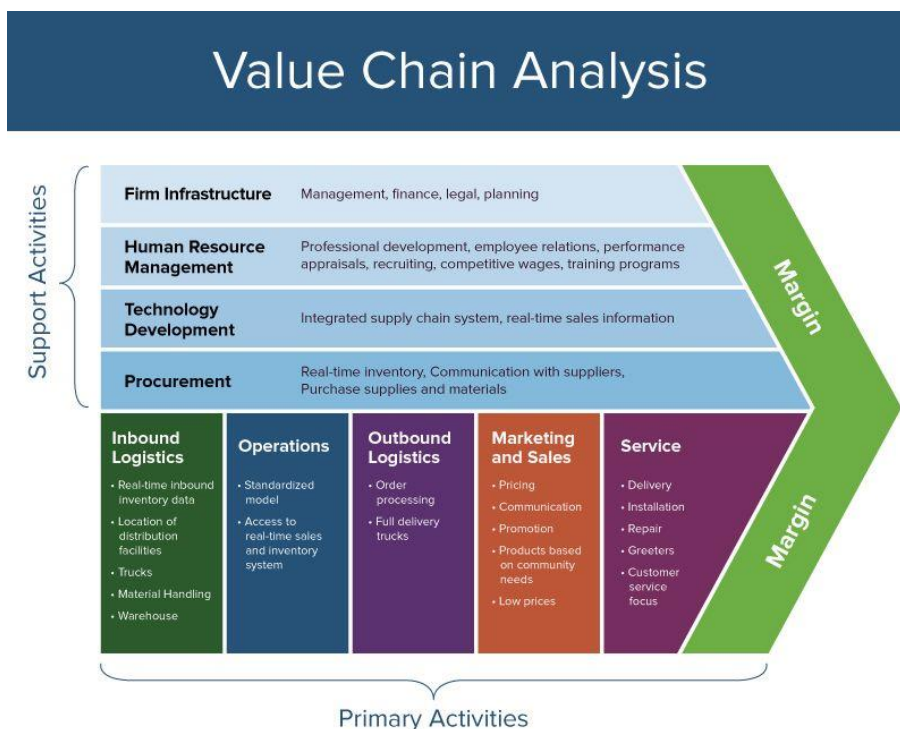 Value Chain Analysis
Support Activities
Firm Infrastructure
Management, finance, legal, planning
Human Resource
Management
Professional development, employee relations, performance
appraisals, recruiting, competitive wages, training programs
Technology
Development
Integrated supply chain system, real-time sales information
Procurement
Real-time inventory, Communication with suppliers,
Purchase supplies and materials
Margin
Inbound
Logistics
• Real-time inbound
inventory data
• Location of
distribution
facilities
• Trucks
• Material Handling
• Warehouse
Operations
• Standardized
model
• Access to
real-time sales
and inventory
system
Outbound
Logistics
• Order
processing
• Full delivery
trucks
Marketing
and Sales
• Pricing
• Communication
• Promotion
• Products based
on community
needs
• Low prices
Service
• Delivery
• Installation
• Repair
• Greeters
• Customer
service
focus
Margin
Primary Activities